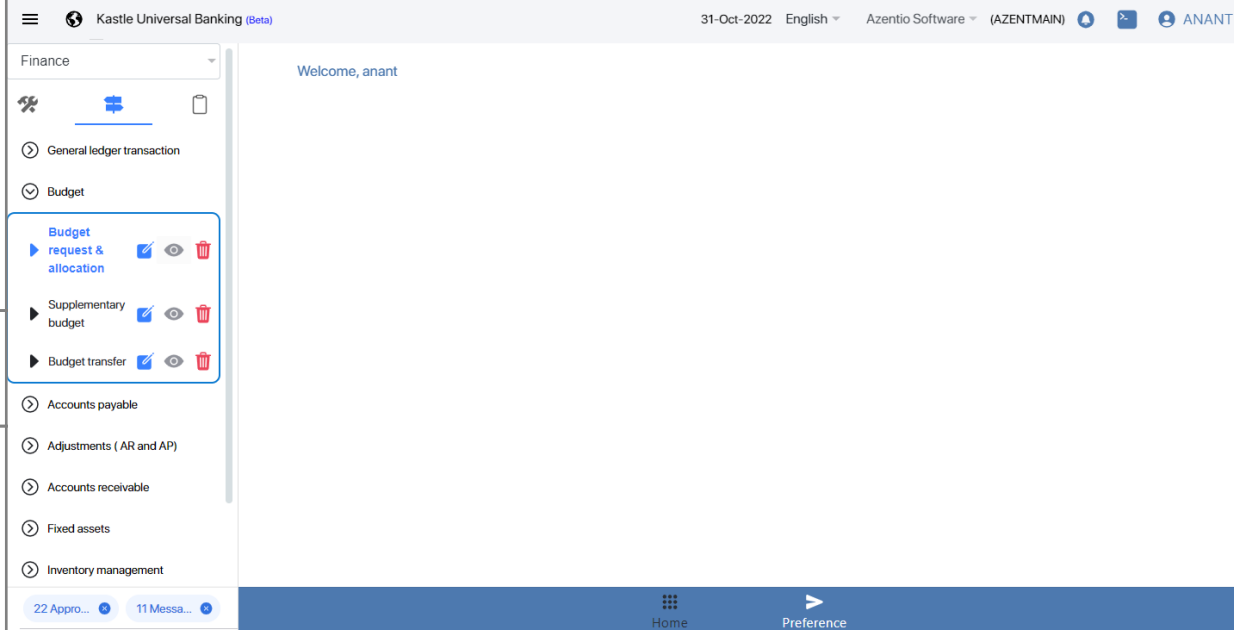 Kastle Universal Banking (Beta)
31-Oct-2022 English Azentio Software (AZENTMAIN) ANANT
Finance
Welcome, anant
General ledger transaction
Budget
Budget
request &
allocation
Supplementary
budget
Budget transfer
Accounts payable
Adjustments ( AR and AP)
Accounts receivable
Fixed assets
Inventory management
22 Appro... 11 Messa...
Home Preference